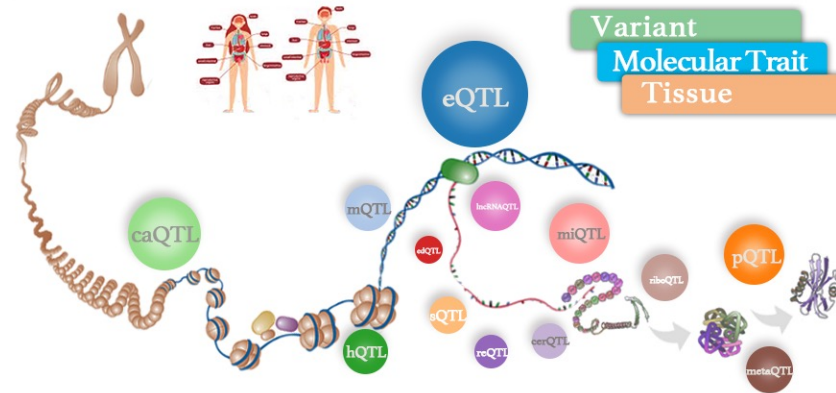 Variant
Molecular Trait
Tissue
eQTL
mQTL
lncRNAQTL
caQTL
miQTL
edQTL
pQTL
riboQTL
sQTL
hQTL
reQTL
cerQTL
metaQTL